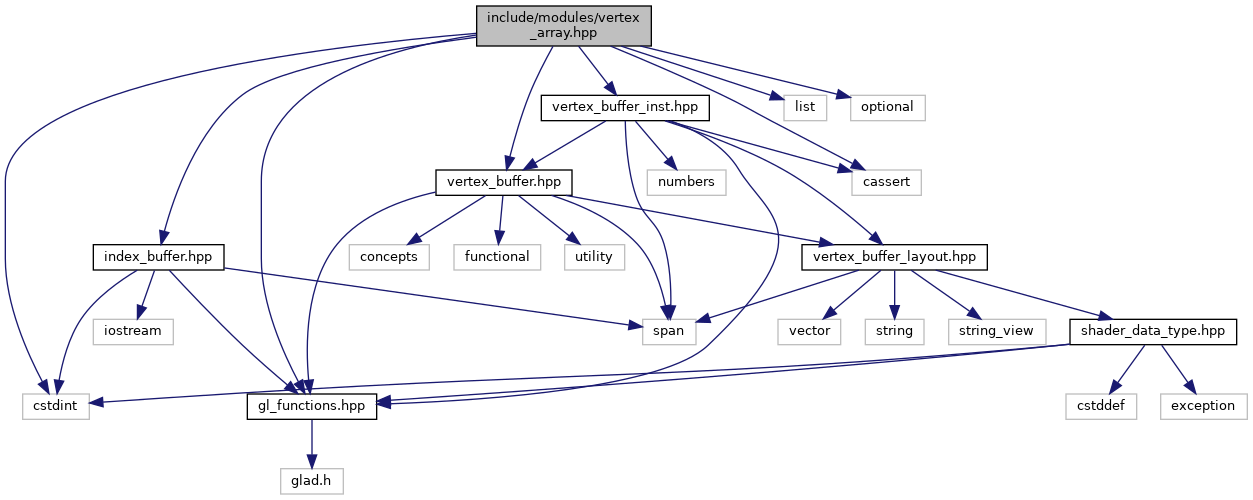 include/modules/vertex
_array.hpp
vertex_buffer_inst.hpp
list
optional
vertex_buffer.hpp
numbers
cassert
index_buffer.hpp
concepts
functional
utility
vertex_buffer_layout.hpp
iostream
span
vector
string
string_view
shader_data_type.hpp
cstdint
gl_functions.hpp
cstddef
exception
glad.h